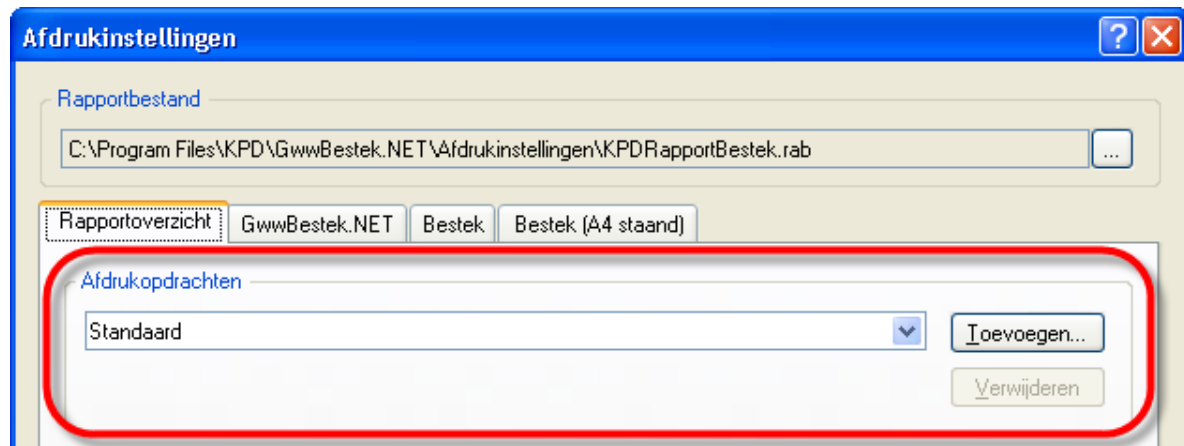 Afdrukinstellingen
Rapportbestand
C:\Program Files\KPD\GwwBestek.NET\Afdrukinstellingen\KPDRapportBestek.rab ...
Rapportoverzicht GwwBestek.NET Bestek Bestek (A4 staand)
Afdrukopdrachten
Standaard Toevoegen...
Verwijderen